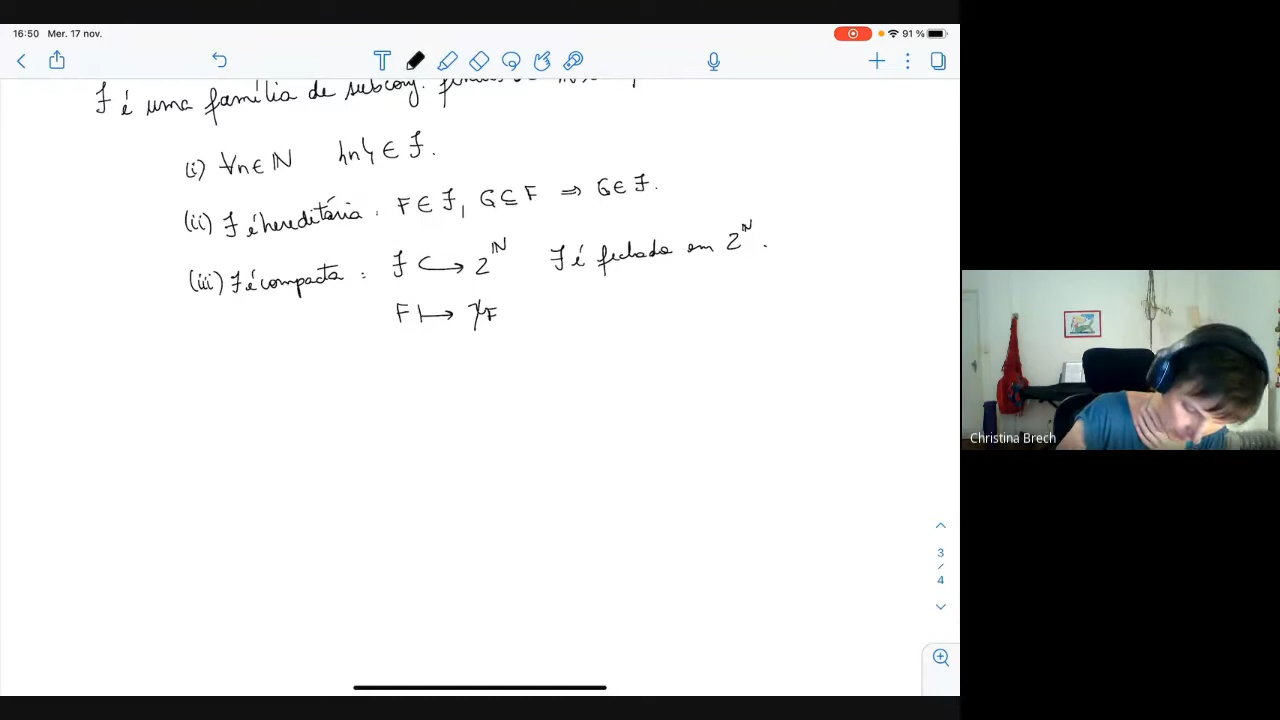 16:50 Mer. 17 nov. 91 %
T
F é uma família de subconj.
(i) ∀n ∈ ℕ {n} ∈ F.
(ii) F é hereditária : F ∈ F, G ⊆ F ⇒ G ∈ F.
(iii) F é compacta : F ↪ 2^ℕ F é fechada em 2^ℕ.
F ↦ χ_F
Christina Brech
3
/
4